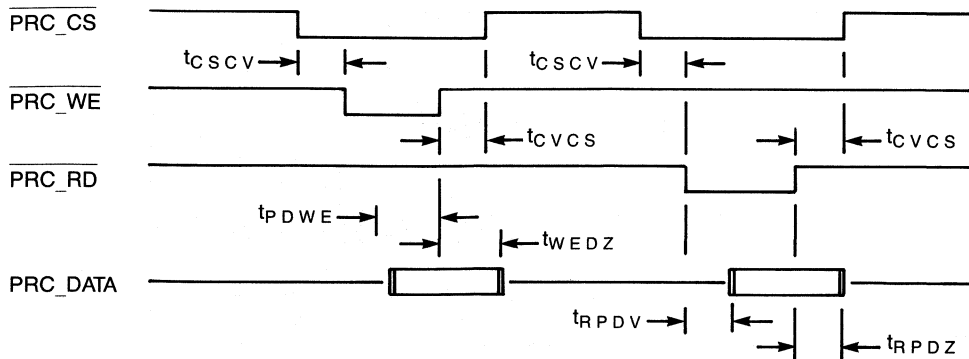 PRC_CS
tCSCV tCSCV
PRC_WE
tCVCS tCVCS
PRC_RD
tPDWE
tWEDZ
PRC_DATA
tRPDV
tRPDZ